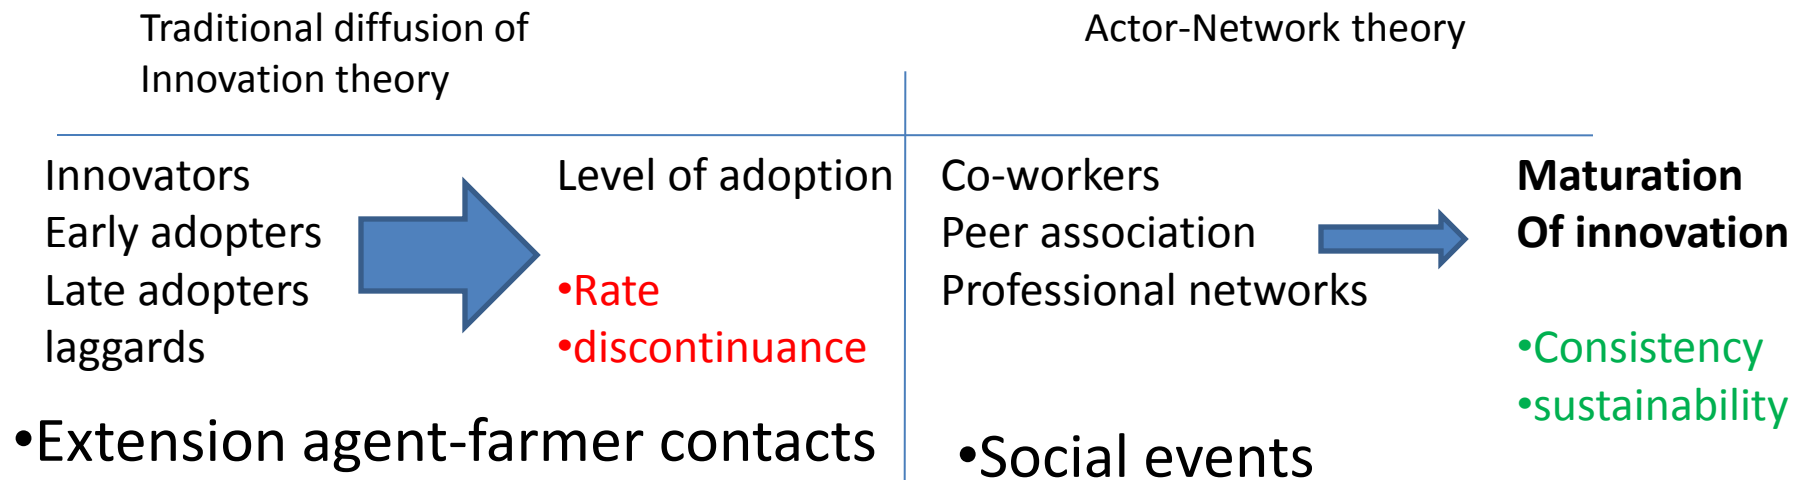 Traditional diffusion of
Innovation theory
Actor-Network theory
Innovators
Early adopters
Late adopters
laggards
Level of adoption
•Rate
•discontinuance
•Extension agent-farmer contacts
Co-workers
Peer association
Professional networks
Maturation
Of innovation
•Consistency
•sustainability
•Social events